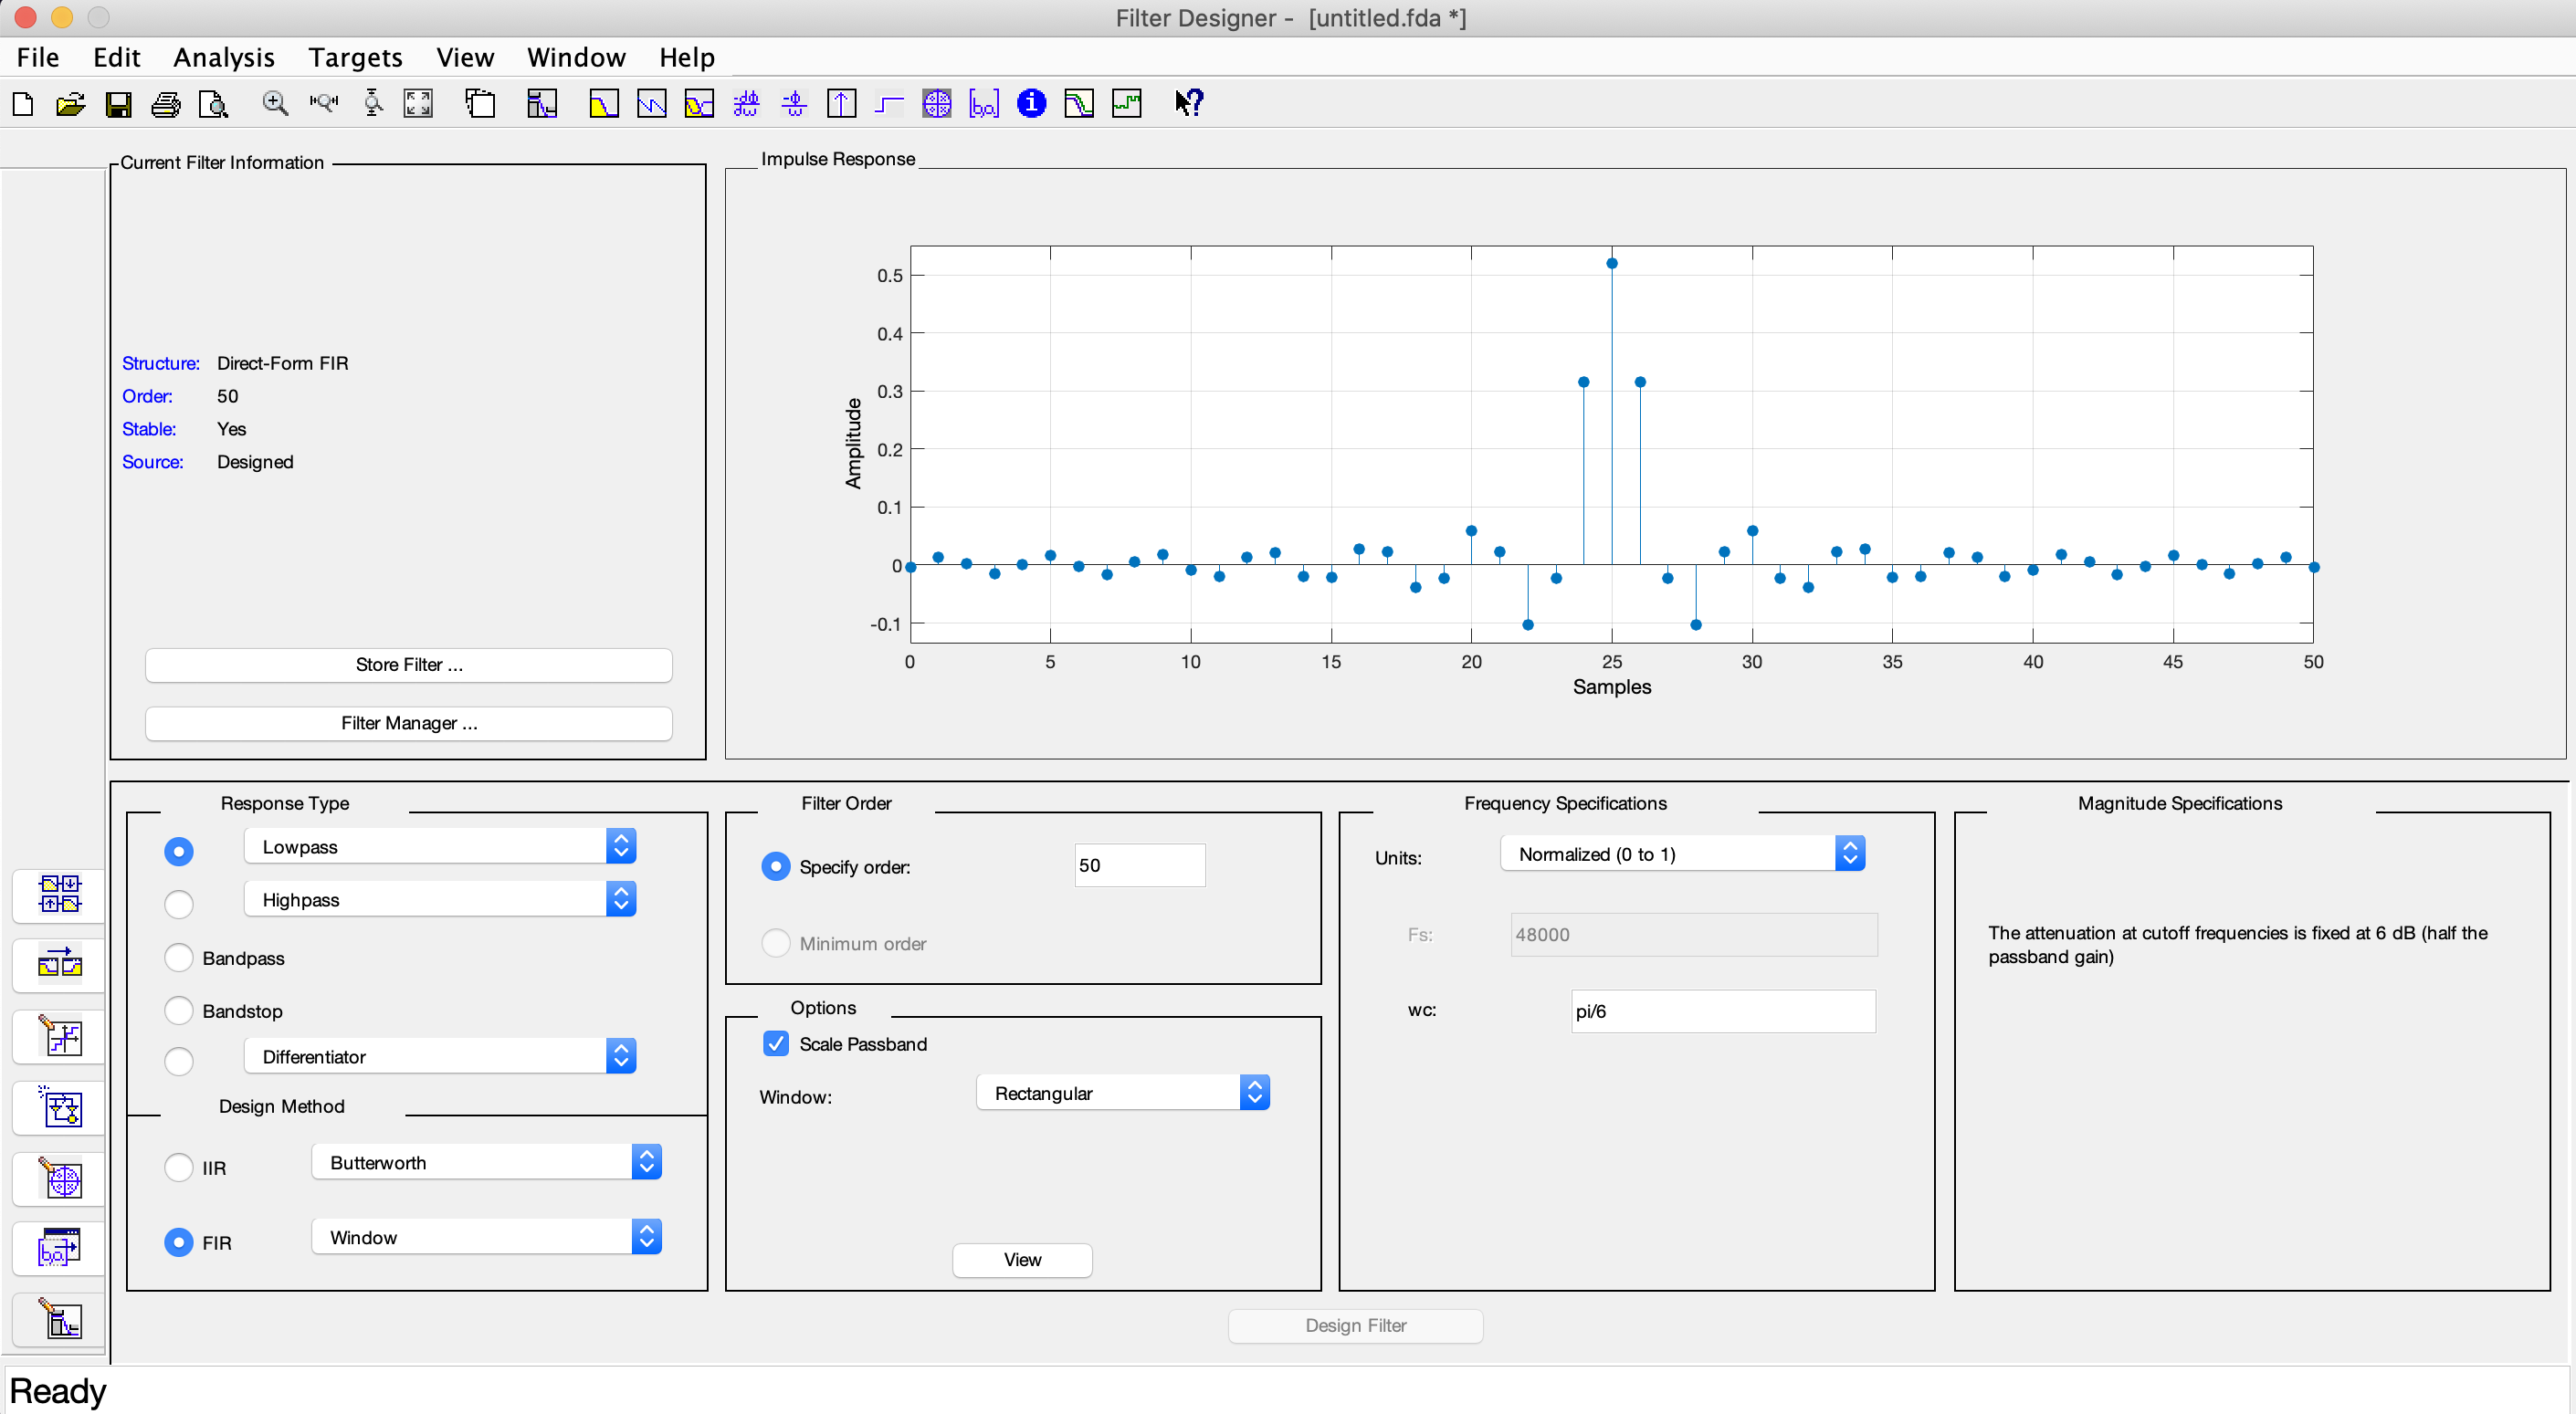 Filter Designer - [untitled.fda *]
File Edit Analysis Targets View Window Help
Current Filter Information
Structure: Direct-Form FIR
Order: 50
Stable: Yes
Source: Designed
Store Filter ...
Filter Manager ...
Impulse Response
0.5
0.4
0.3
0.2
0.1
0
-0.1
Amplitude
0 5 10 15 20 25 30 35 40 45 50
Samples
Response Type
Lowpass
Highpass
Bandpass
Bandstop
Differentiator
Design Method
IIR Butterworth
FIR Window
Filter Order
Specify order: 50
Minimum order
Options
Scale Passband
Window: Rectangular
View
Frequency Specifications
Units: Normalized (0 to 1)
Fs: 48000
wc: pi/6
Magnitude Specifications
The attenuation at cutoff frequencies is fixed at 6 dB (half the
passband gain)
Design Filter
Ready